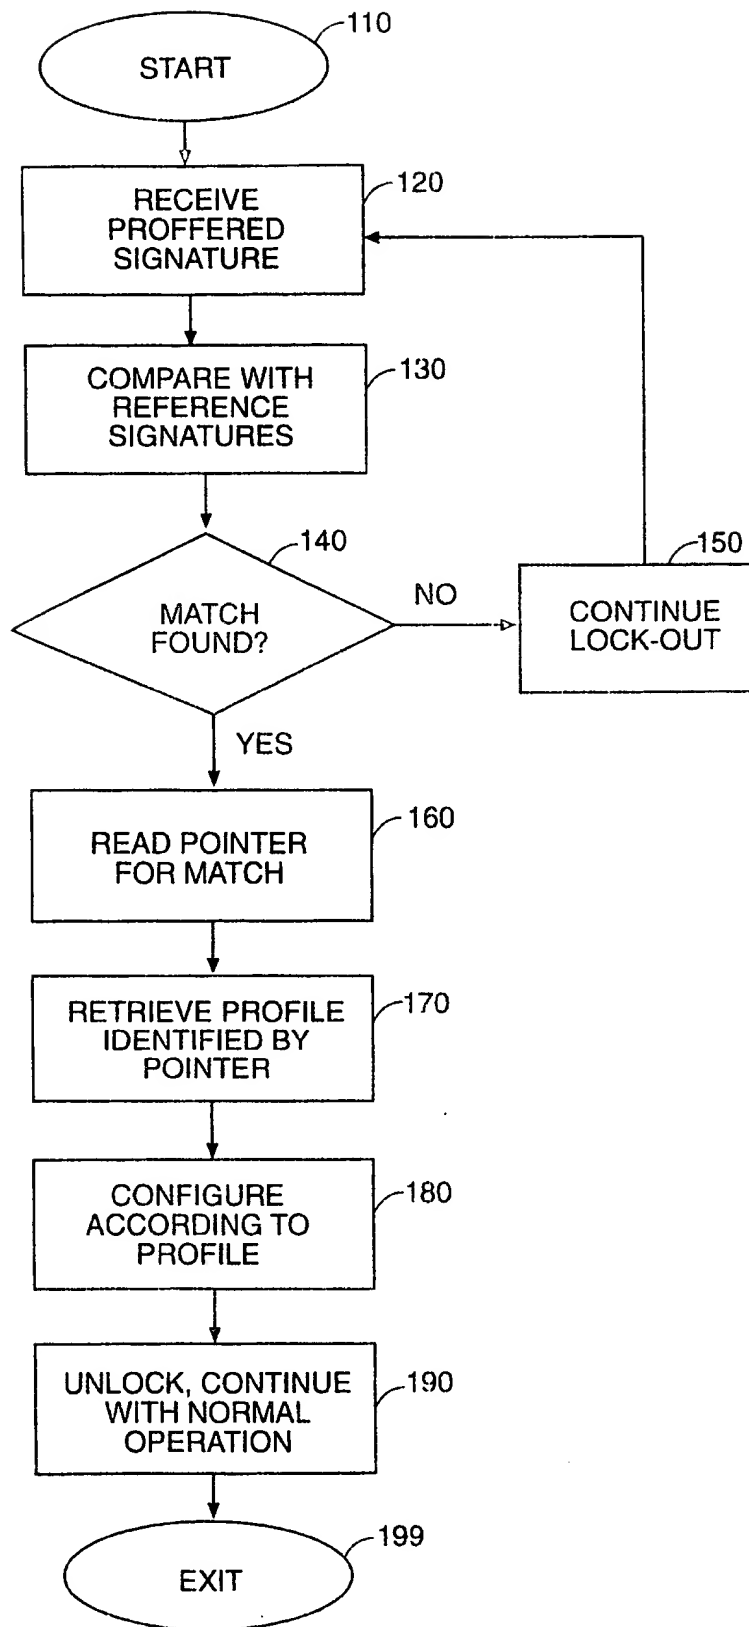 110
START
120
RECEIVE
PROFFERED
SIGNATURE
130
COMPARE WITH
REFERENCE
SIGNATURES
140
MATCH
FOUND?
NO
150
CONTINUE
LOCK-OUT
YES
160
READ POINTER
FOR MATCH
170
RETRIEVE PROFILE
IDENTIFIED BY
POINTER
180
CONFIGURE
ACCORDING TO
PROFILE
190
UNLOCK, CONTINUE
WITH NORMAL
OPERATION
199
EXIT